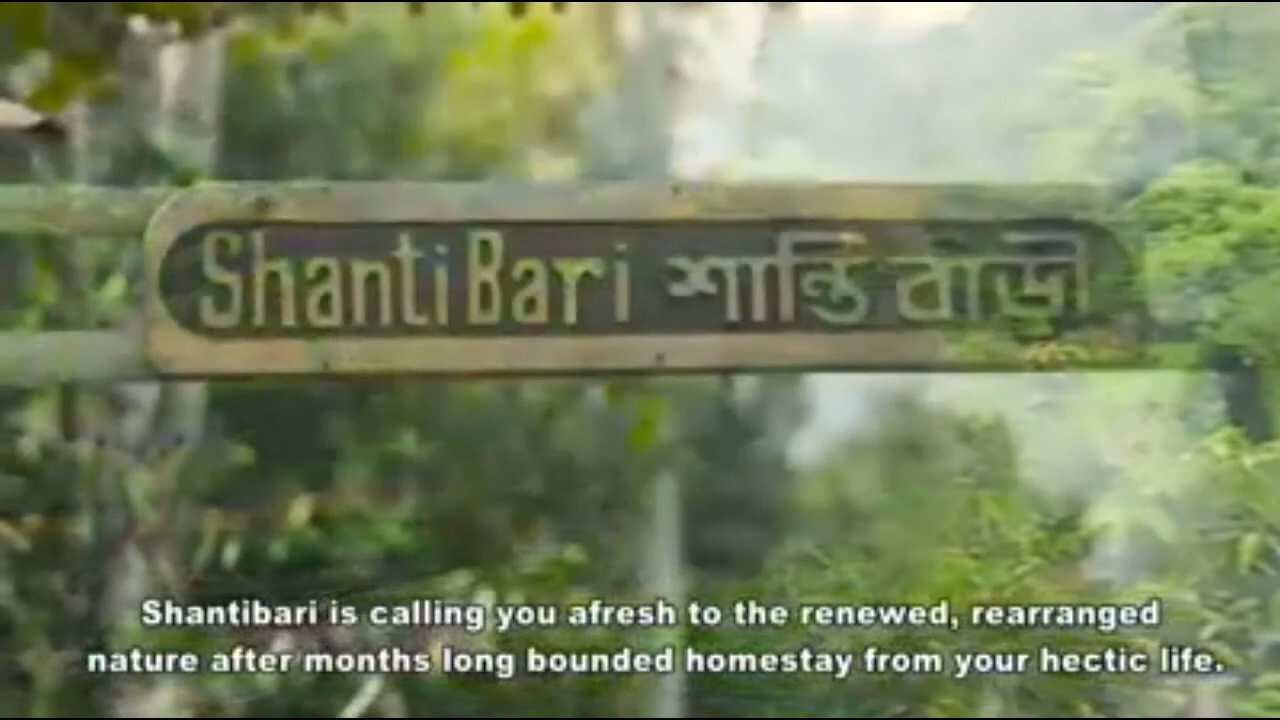 Shanti Bari শান্তি বাড়ী
Shantibari is calling you afresh to the renewed, rearranged
nature after months long bounded homestay from your hectic life.